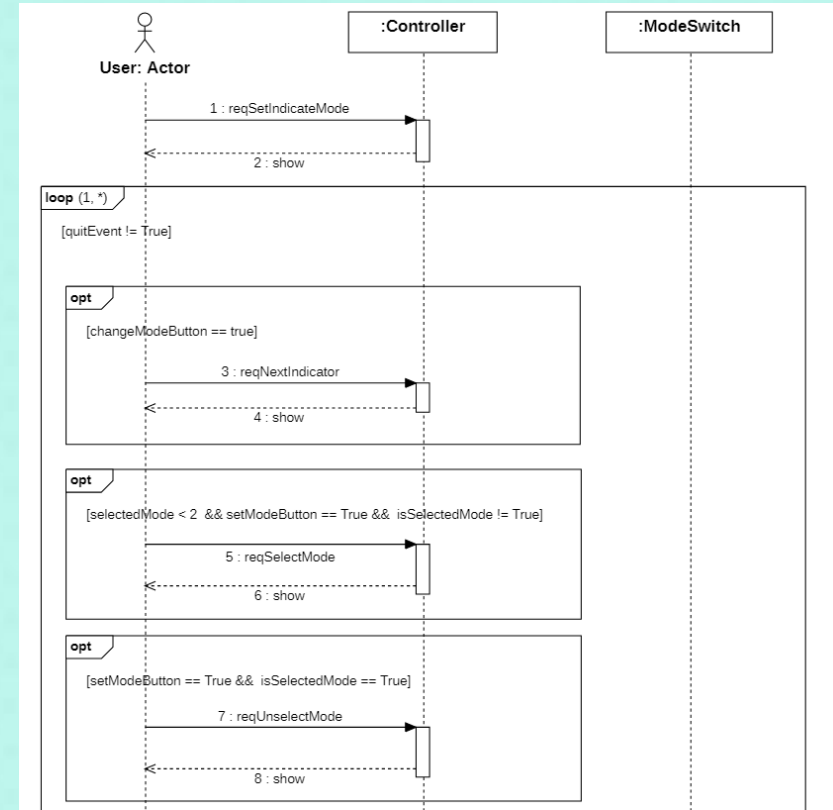 :Controller
:ModeSwitch
User: Actor
1 : reqSetIndicateMode
2 : show
loop (1, *)
[quitEvent != True]
opt
[changeModeButton == true]
3 : reqNextIndicator
4 : show
opt
[selectedMode < 2 && setModeButton == True && isSelectedMode != True]
5 : reqSelectMode
6 : show
opt
[setModeButton == True && isSelectedMode == True]
7 : reqUnselectMode
8 : show